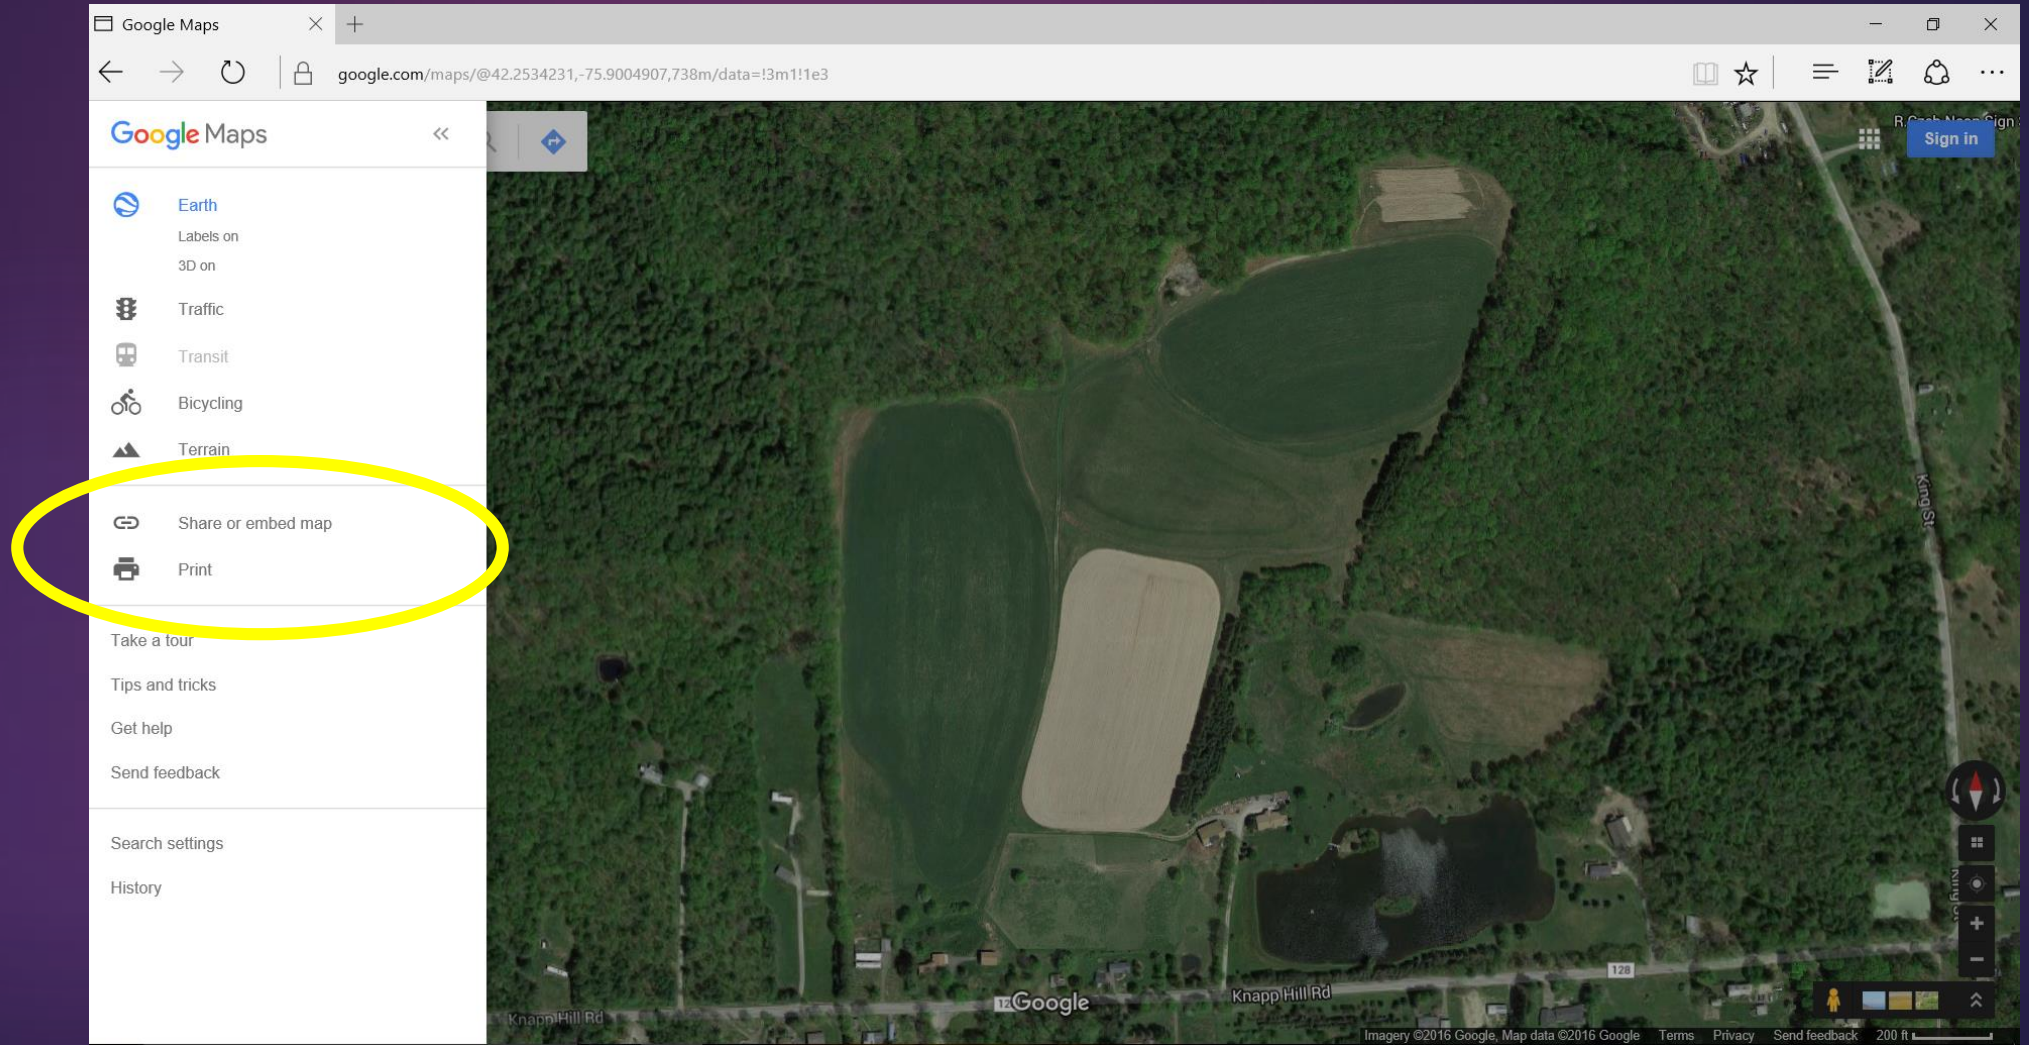 Google Maps
google.com/maps/@42.2534231,-75.9004907,738m/data=!3m1!1e3
Google Maps
Sign in
Earth
Labels on
3D on
Traffic
Transit
Bicycling
Terrain
King St
Share or embed map
Print
Take a tour
Tips and tricks
Get help
Send feedback
Search settings
History
King St
128
Knapp Hill Rd
Google
Knapp Hill Rd
Imagery ©2016 Google, Map data ©2016 Google Terms Privacy Send feedback 200 ft